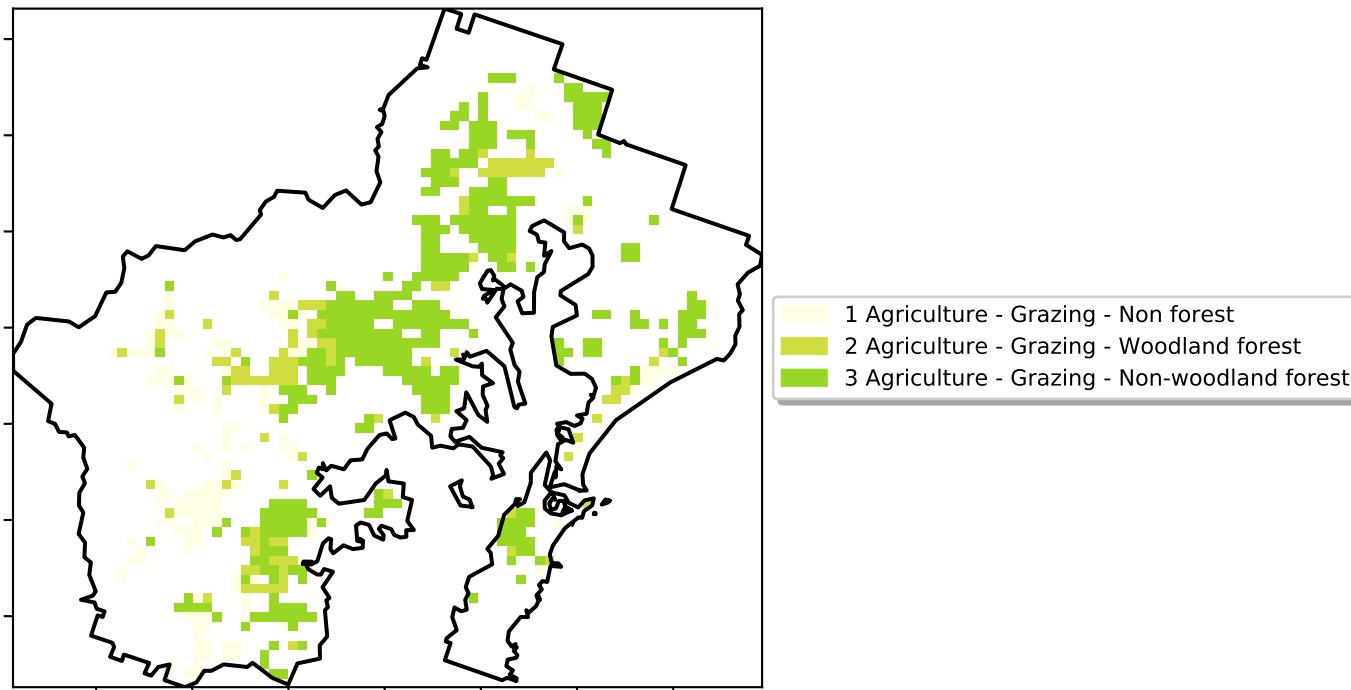 1 Agriculture - Grazing - Non forest
2 Agriculture - Grazing - Woodland forest
3 Agriculture - Grazing - Non-woodland forest